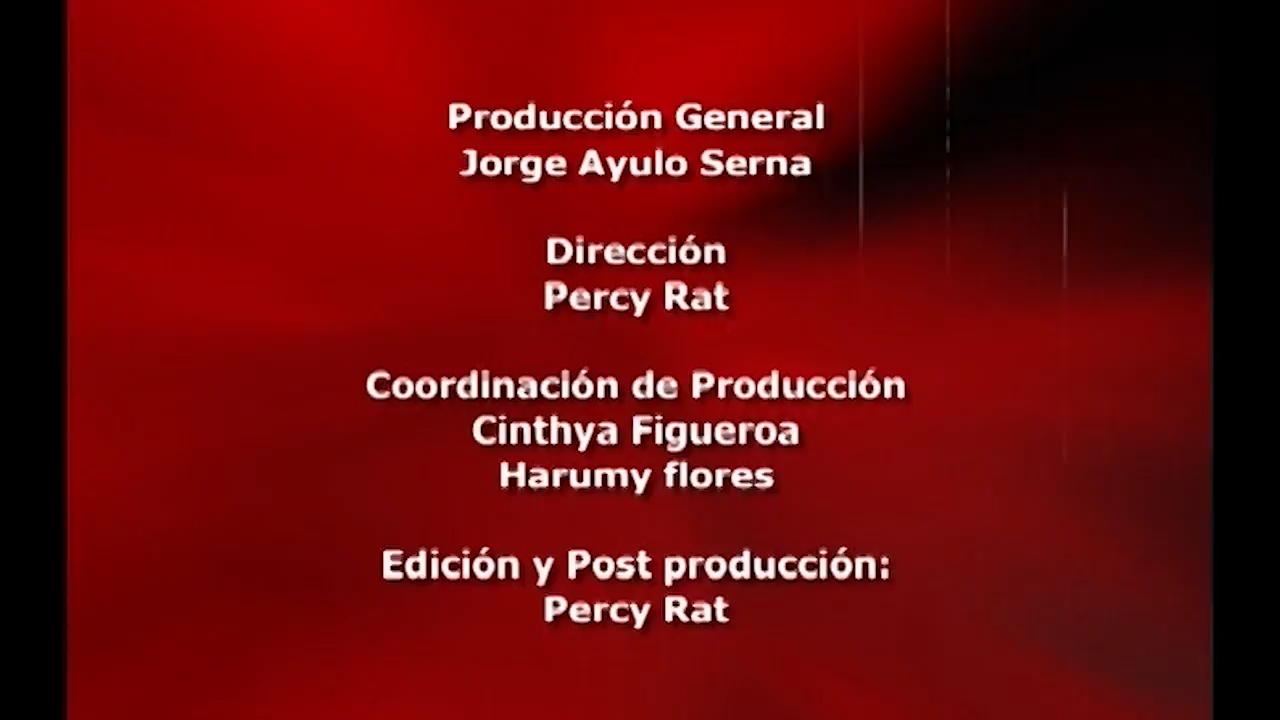 Producción General
Jorge Ayulo Serna
Dirección
Percy Rat
Coordinación de Producción
Cinthya Figueroa
Harumy flores
Edición y Post producción:
Percy Rat